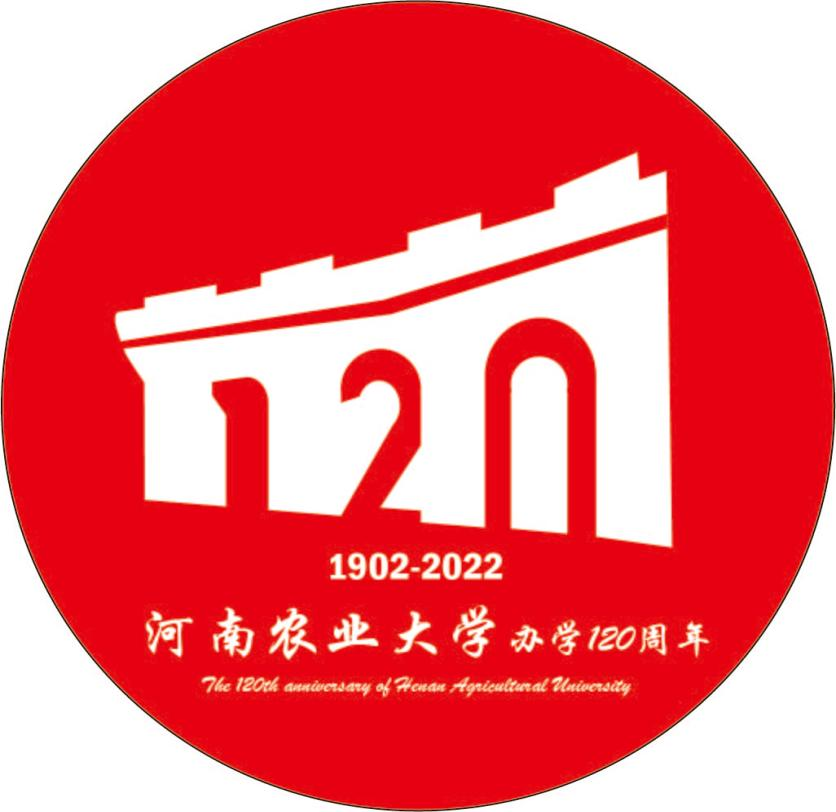 120
1902-2022
河南农业大学办学120周年
The 120th anniversary of Henan Agricultural University